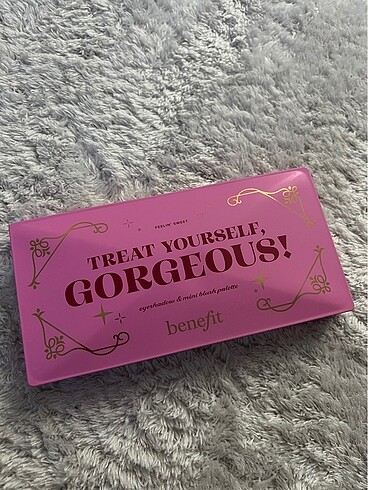 FEELIN' SWEET
TREAT YOURSELF,
GORGEOUS!
eyeshadow & mini blush palette
benefit